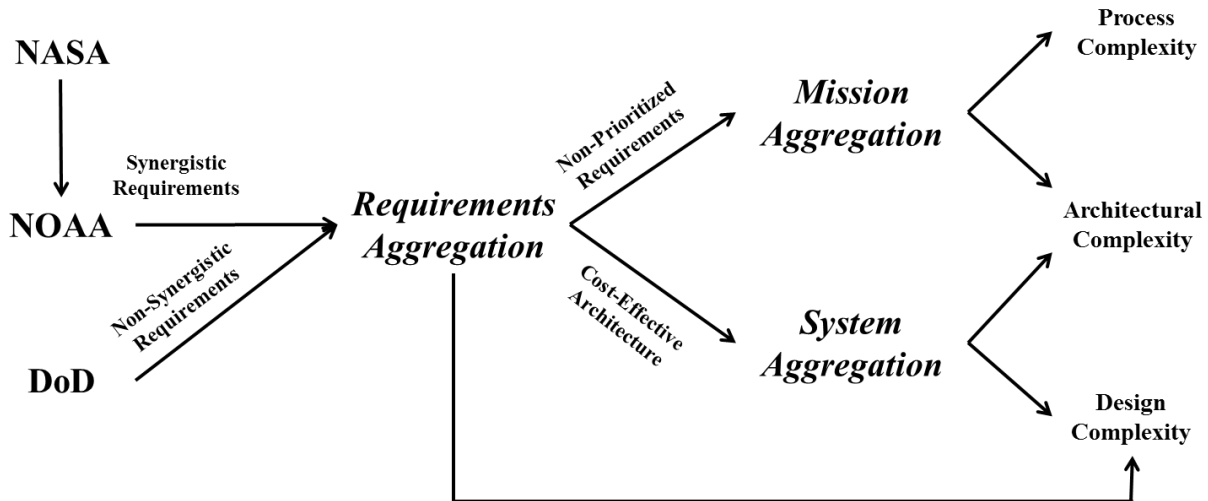 NASA
Synergistic
Requirements
NOAA
Non-Synergistic
Requirements
DoD
Requirements
Aggregation
Non-Prioritized
Requirements
Cost-Effective
Architecture
Mission
Aggregation
System
Aggregation
Process
Complexity
Architectural
Complexity
Design
Complexity